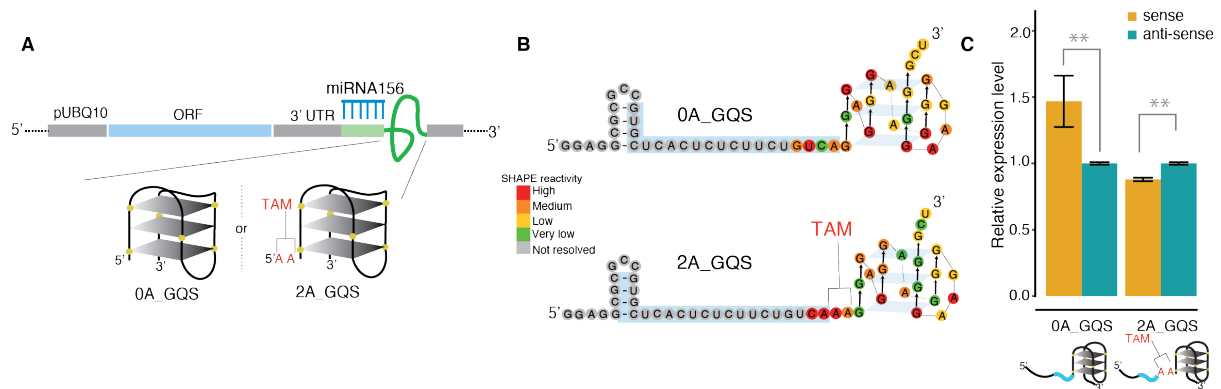 A
miRNA156
pUBQ10
ORF
3' UTR
5'
3'
TAM
or
5'
3'
5'A A
3'
0A_GQS
2A_GQS
B
3'
0A_GQS
5'GGAGG
CUCACUCUCUUCUGUCAG
SHAPE reactivity
High
Medium
Low
Very low
Not resolved
3'
TAM
2A_GQS
5'GGAGG
CUCACUCUCUUCUGUCAAAG
C
sense
anti-sense
Relative expression level
2.0
1.5
1.0
0.5
0.0
**
**
0A_GQS
2A_GQS
TAM
5'
3'
5'
A A
3'